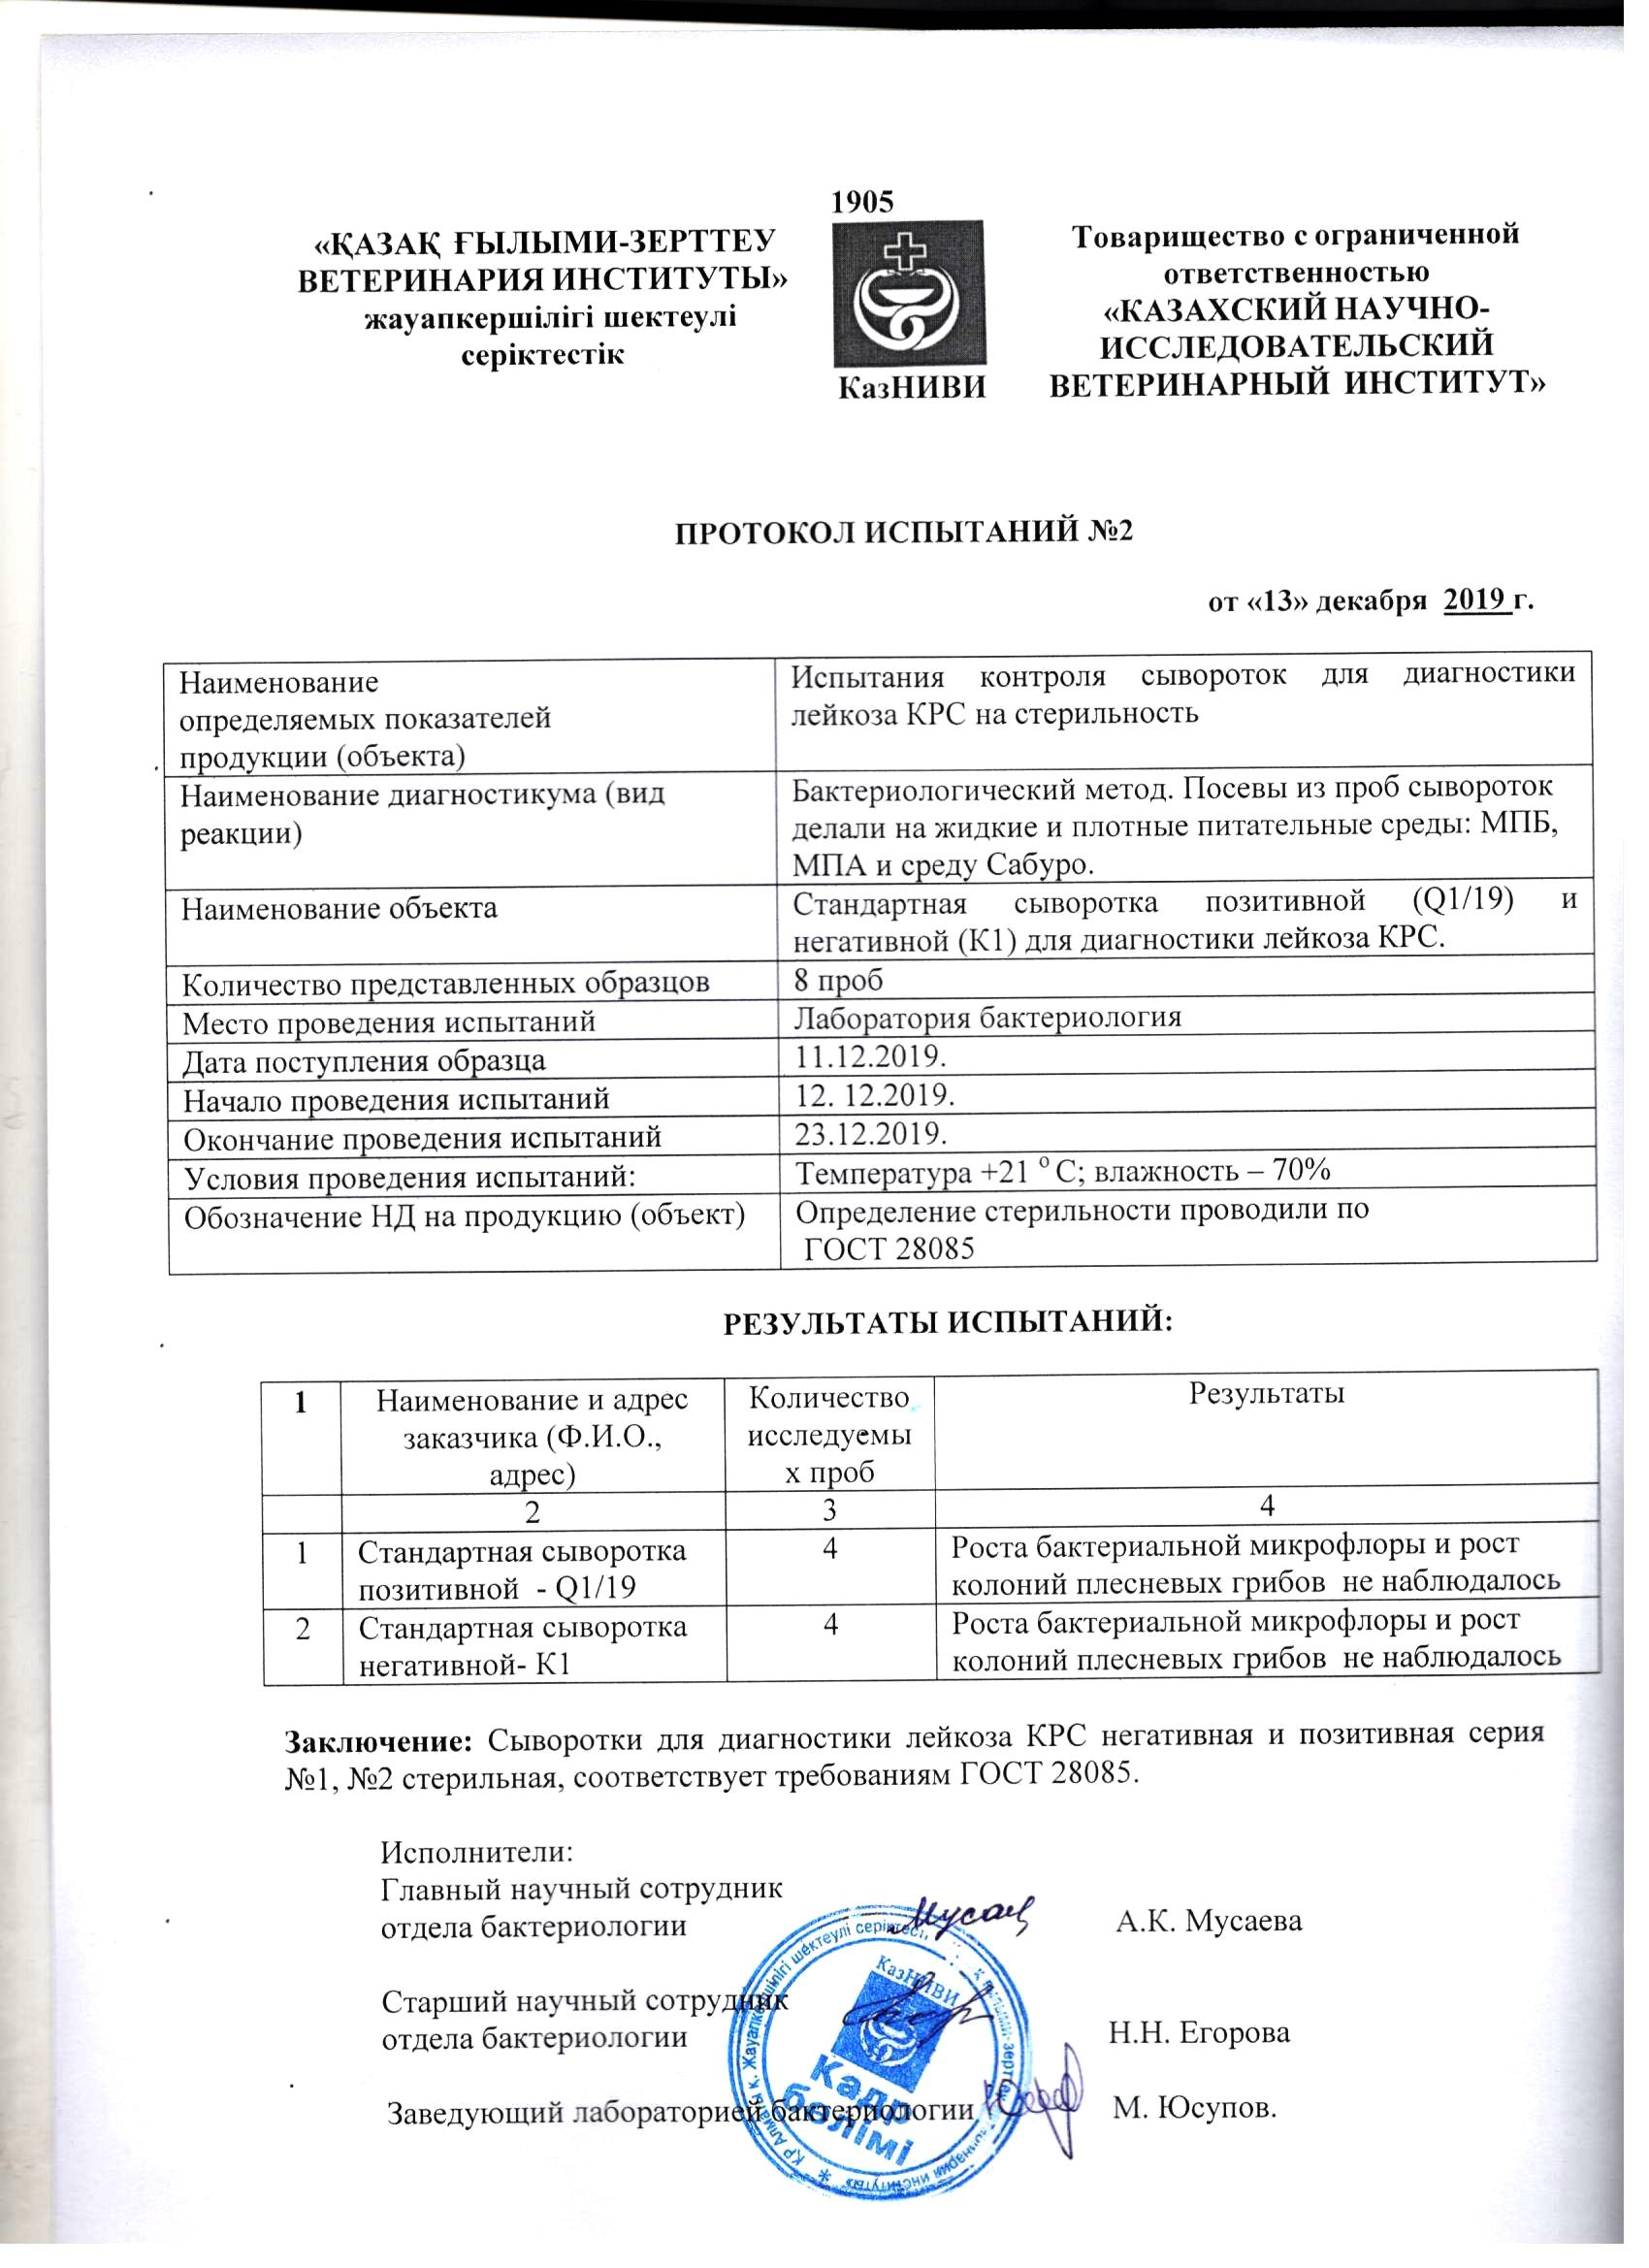 1905
«ҚАЗАҚ ҒЫЛЫМИ-ЗЕРТТЕУ
ВЕТЕРИНАРИЯ ИНСТИТУТЫ»
жауапкершілігі шектеулі
серіктестік
КазНИВИ
Товарищество с ограниченной
ответственностью
«КАЗАХСКИЙ НАУЧНО-
ИССЛЕДОВАТЕЛЬСКИЙ
ВЕТЕРИНАРНЫЙ ИНСТИТУТ»
ПРОТОКОЛ ИСПЫТАНИЙ №2
от «13» декабря 2019 г.
Наименование
определяемых показателей
продукции (объекта)
Испытания контроля сывороток для диагностики
лейкоза КРС на стерильность
Наименование диагностикума (вид
реакции)
Бактериологический метод. Посевы из проб сывороток
делали на жидкие и плотные питательные среды: МПБ,
МПА и среду Сабуро.
Наименование объекта
Стандартная сыворотка позитивной (Q1/19) и
негативной (К1) для диагностики лейкоза КРС.
Количество представленных образцов
8 проб
Место проведения испытаний
Лаборатория бактериология
Дата поступления образца
11.12.2019.
Начало проведения испытаний
12. 12.2019.
Окончание проведения испытаний
23.12.2019.
Условия проведения испытаний:
Температура +21 º С; влажность – 70%
Обозначение НД на продукцию (объект)
Определение стерильности проводили по
ГОСТ 28085
РЕЗУЛЬТАТЫ ИСПЫТАНИЙ:
1
Наименование и адрес
заказчика (Ф.И.О.,
адрес)
Количество
исследуемы
х проб
Результаты
2
3
4
1
Стандартная сыворотка
позитивной - Q1/19
4
Роста бактериальной микрофлоры и рост
колоний плесневых грибов не наблюдалось
2
Стандартная сыворотка
негативной- К1
4
Роста бактериальной микрофлоры и рост
колоний плесневых грибов не наблюдалось
Заключение: Сыворотки для диагностики лейкоза КРС негативная и позитивная серия
№1, №2 стерильная, соответствует требованиям ГОСТ 28085.
Исполнители:
Главный научный сотрудник
отдела бактериологии
А.К. Мусаева
Старший научный сотрудник
отдела бактериологии
Н.Н. Егорова
Заведующий лабораторией бактериологии
М. Юсупов.
КазНИВИ
Кадр
бөлімі
ҚР Алматы қ. Жауапкершілігі шектеулі